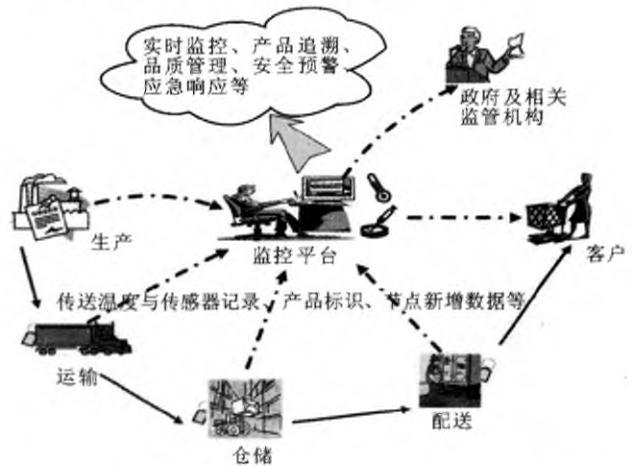 实时监控、产品追溯、
品质管理、安全预警、
应急响应等
政府及相关
监管机构
生产
监控平台
客户
传送温度与传感器记录、产品标识、节点新增数据等
运输
仓储
配送